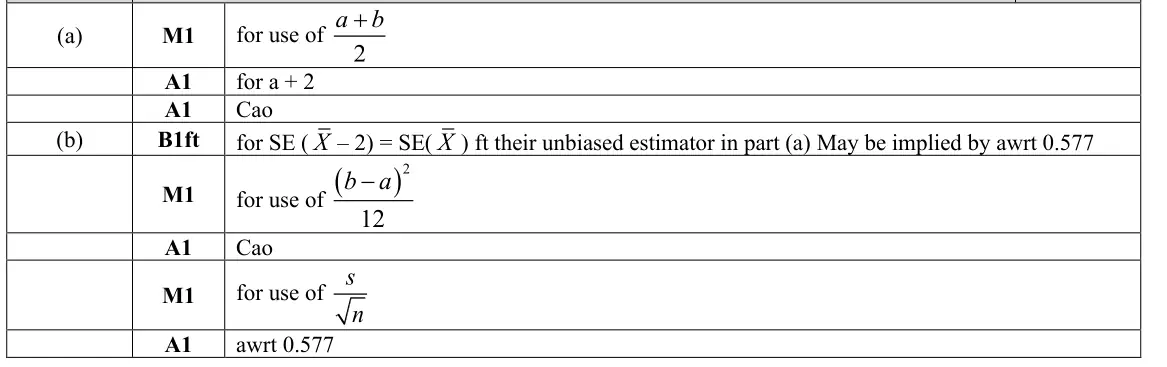 (a) M1 for use of (a + b)/2
A1 for a + 2
A1 Cao
(b) B1ft for SE ( X̅ – 2) = SE( X̅ ) ft their unbiased estimator in part (a) May be implied by awrt 0.577
M1 for use of (b − a)²/12
A1 Cao
M1 for use of s/√n
A1 awrt 0.577